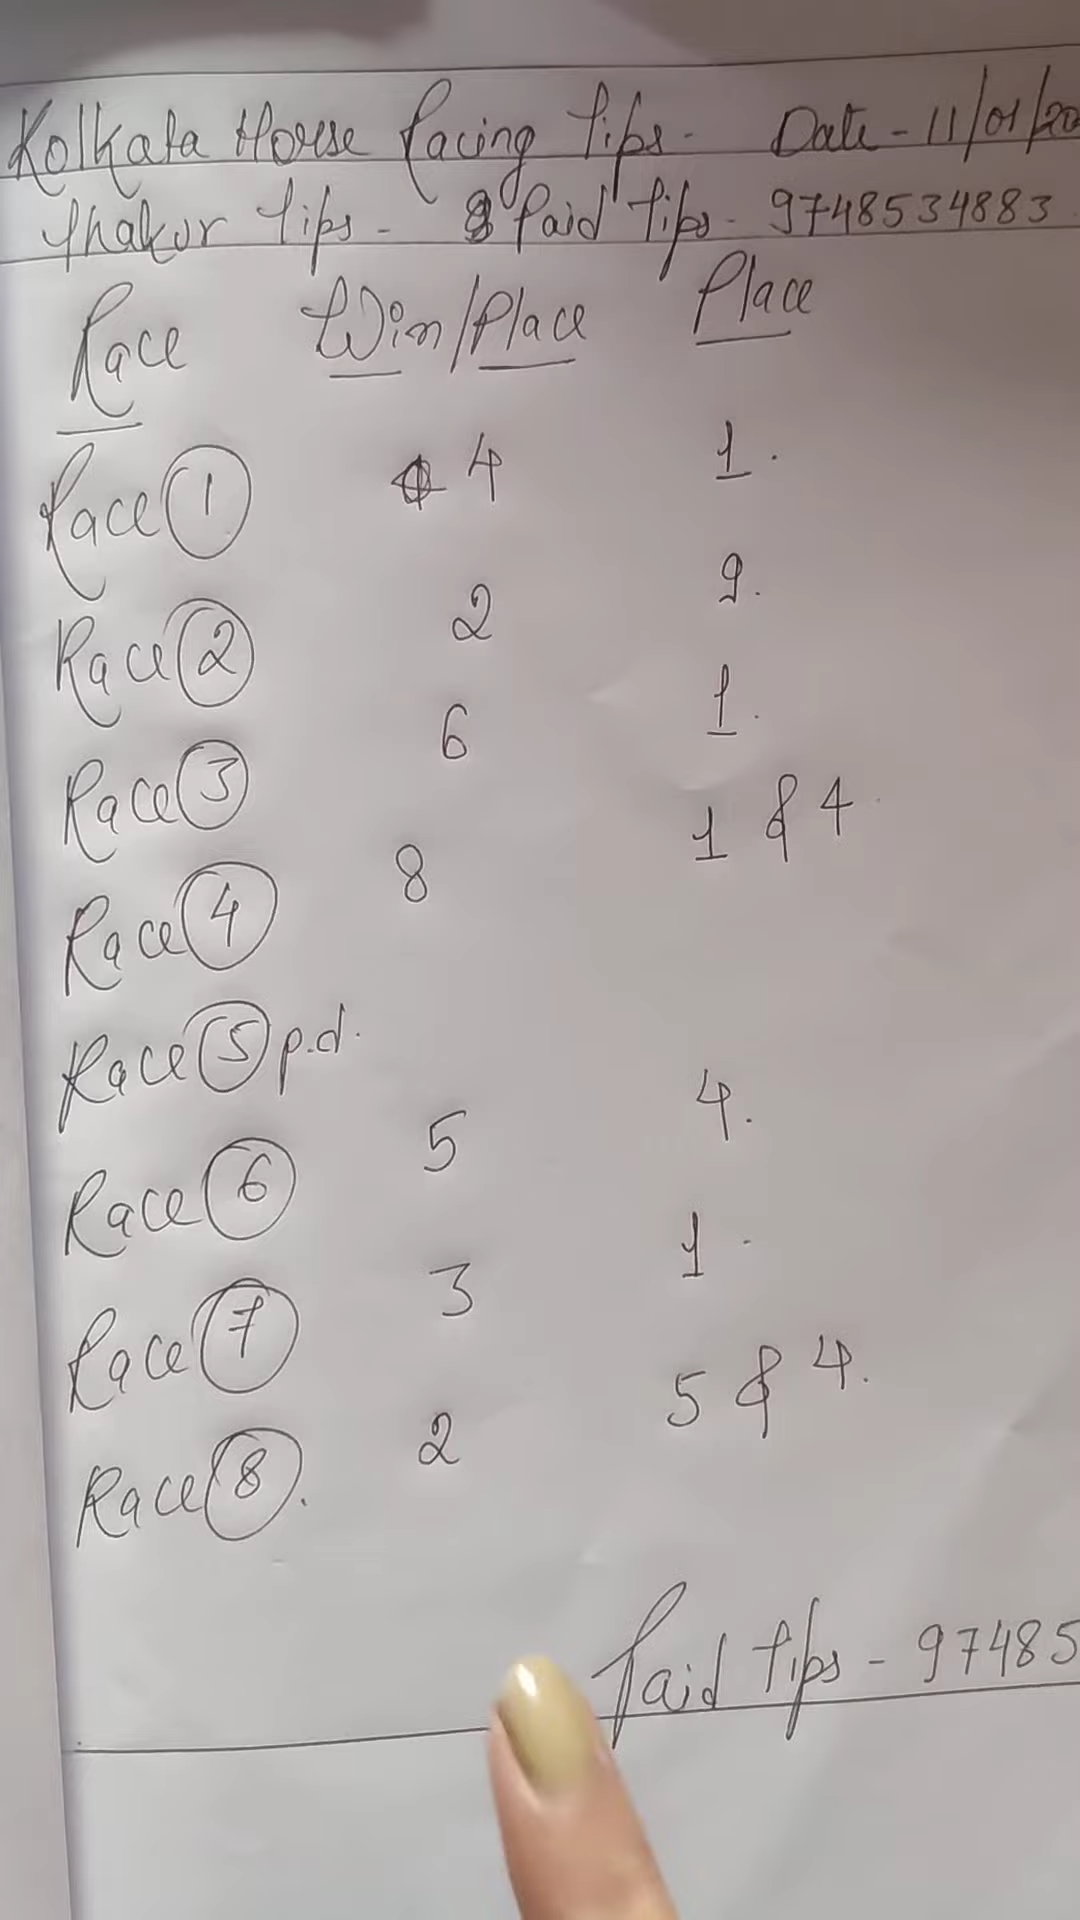 Kolkata Horse Racing Tips - Date - 11/01/20
Thakur Tips - Paid Tips - 9748534883
Race Win/Place Place
Race 1 4 1.
Race 2 2 9.
Race 3 6 1.
Race 4 8 1 & 4
Race 5 p.d.
Race 6 5 4.
Race 7 3 1.
Race 8. 2 5 & 4.
Paid Tips - 97485